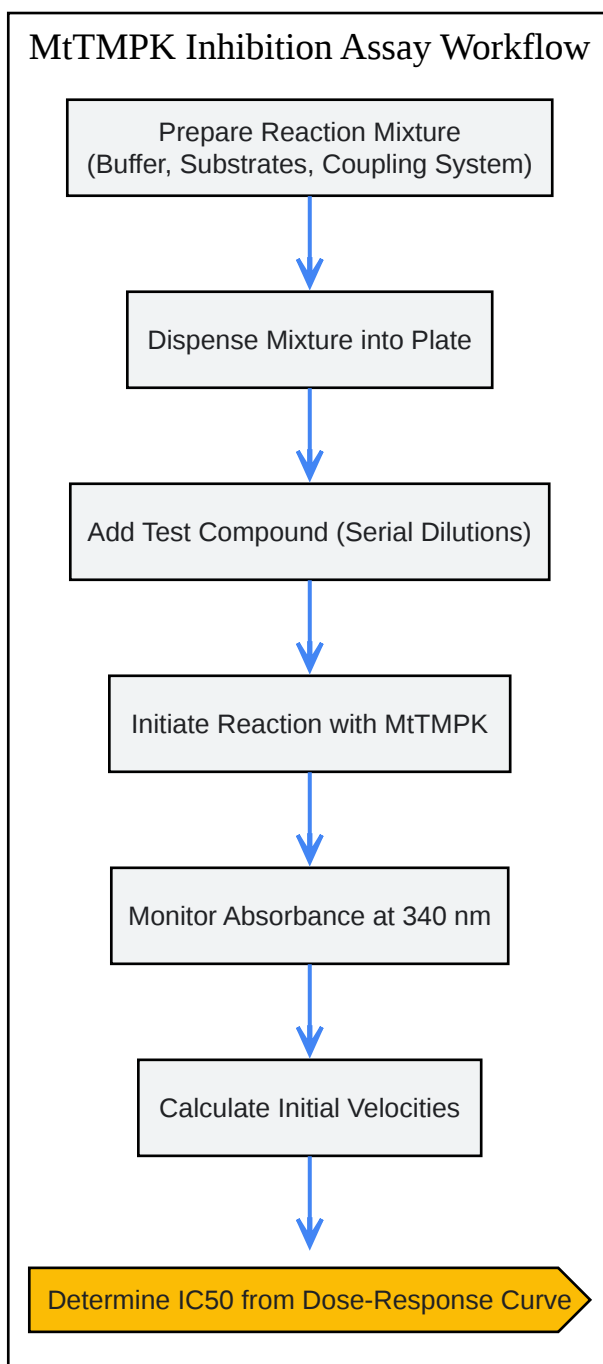 MtTMPK Inhibition Assay Workflow
Prepare Reaction Mixture
(Buffer, Substrates, Coupling System)
Dispense Mixture into Plate
Add Test Compound (Serial Dilutions)
Initiate Reaction with MtTMPK
Monitor Absorbance at 340 nm
Calculate Initial Velocities
Determine IC50 from Dose-Response Curve